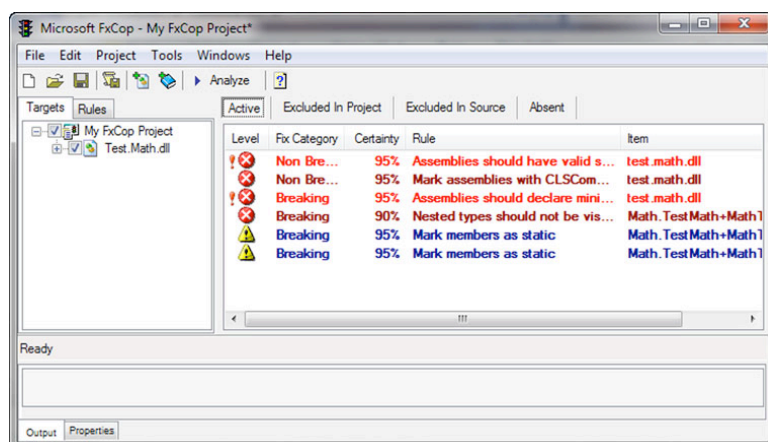 Microsoft FxCop - My FxCop Project*
File Edit Project Tools Windows Help
Analyze
Targets Rules
My FxCop Project
Test.Math.dll
Active Excluded In Project Excluded In Source Absent
Level Fix Category Certainty Rule Item
Non Bre... 95% Assemblies should have valid s... test.math.dll
Non Bre... 95% Mark assemblies with CLSCom... test.math.dll
Breaking 95% Assemblies should declare mini... test.math.dll
Breaking 90% Nested types should not be vis... Math.TestMath+MathT
Breaking 95% Mark members as static Math.TestMath+MathT
Breaking 95% Mark members as static Math.TestMath+MathT
Ready
Output Properties